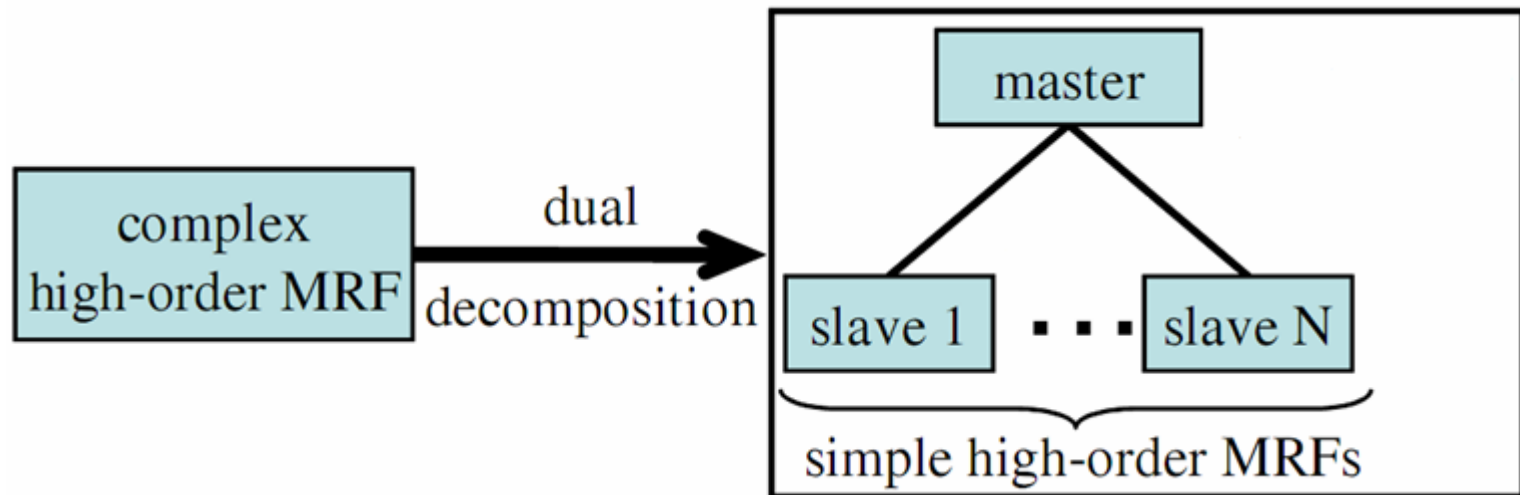 complex
high-order MRF
dual
decomposition
master
slave 1
...
slave N
simple high-order MRFs